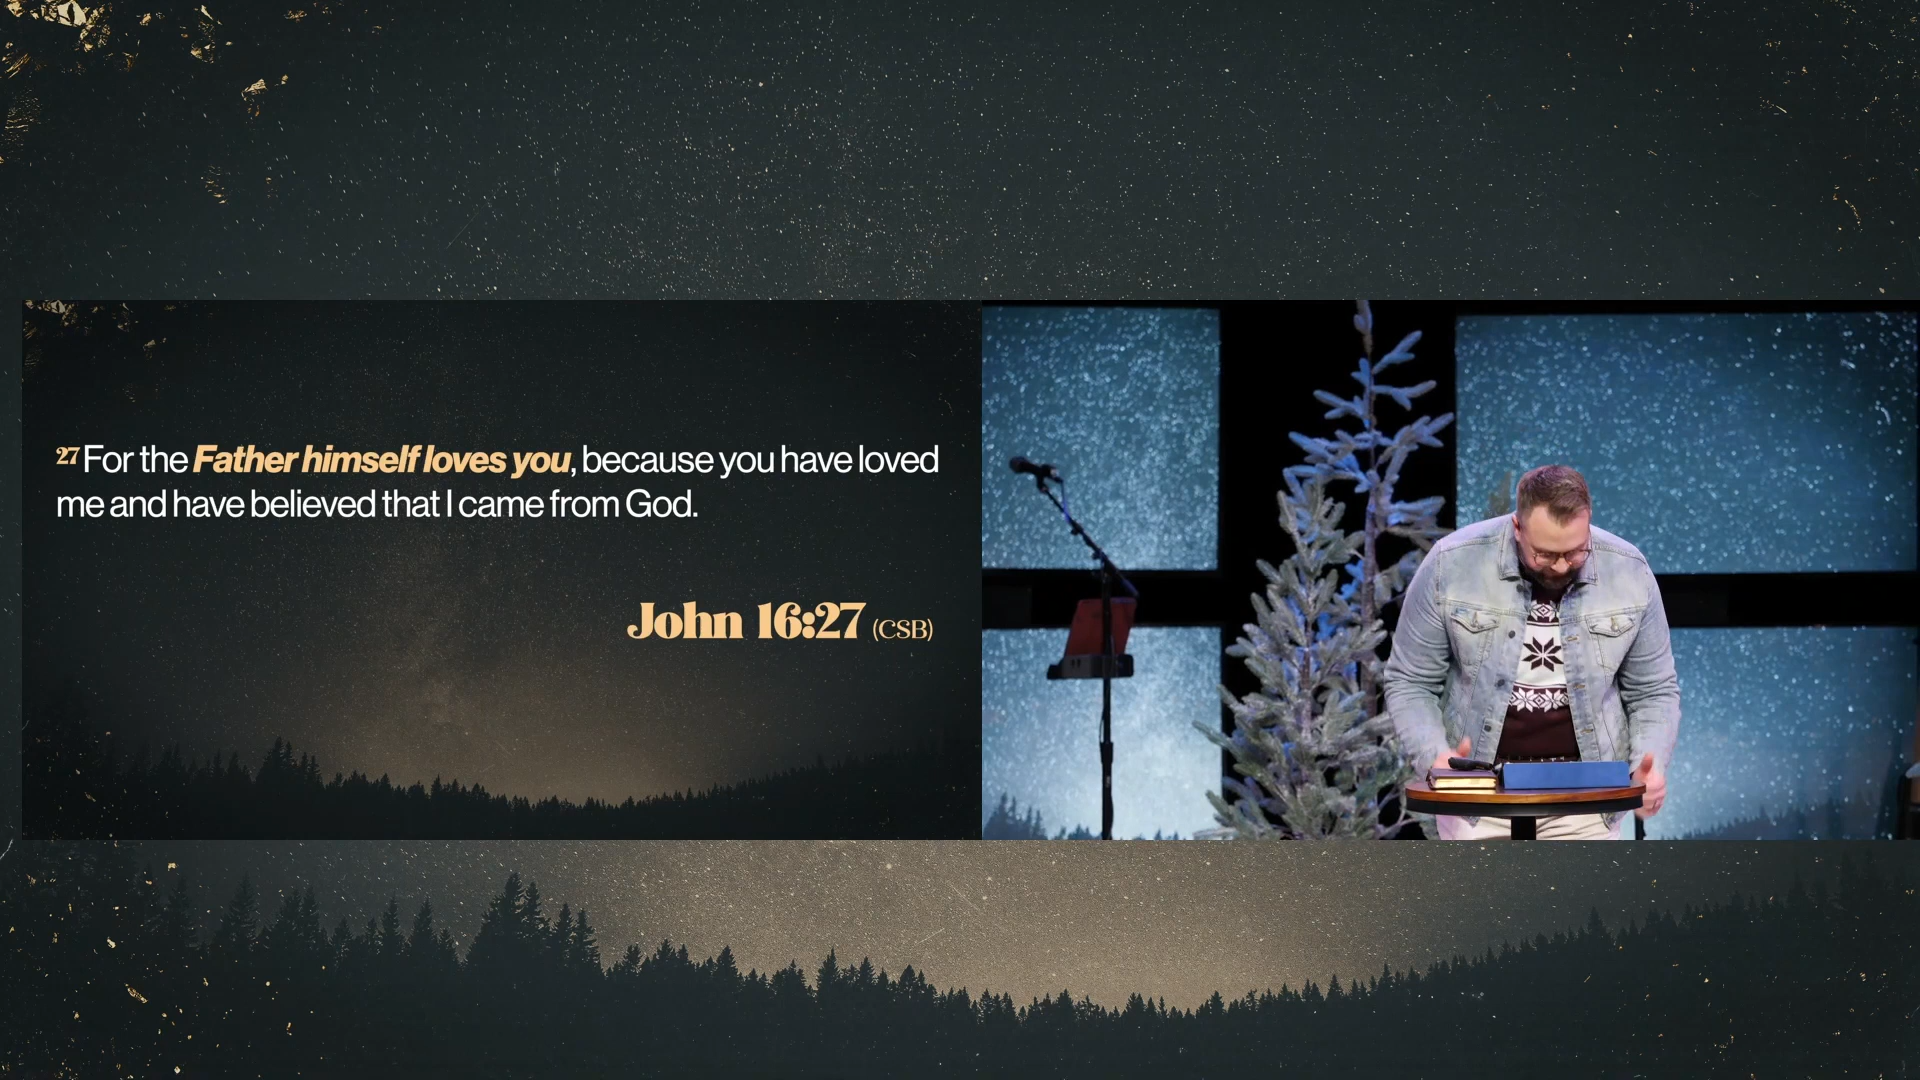 27 For the Father himself loves you, because you have loved
me and have believed that I came from God.
John 16:27 (CSB)